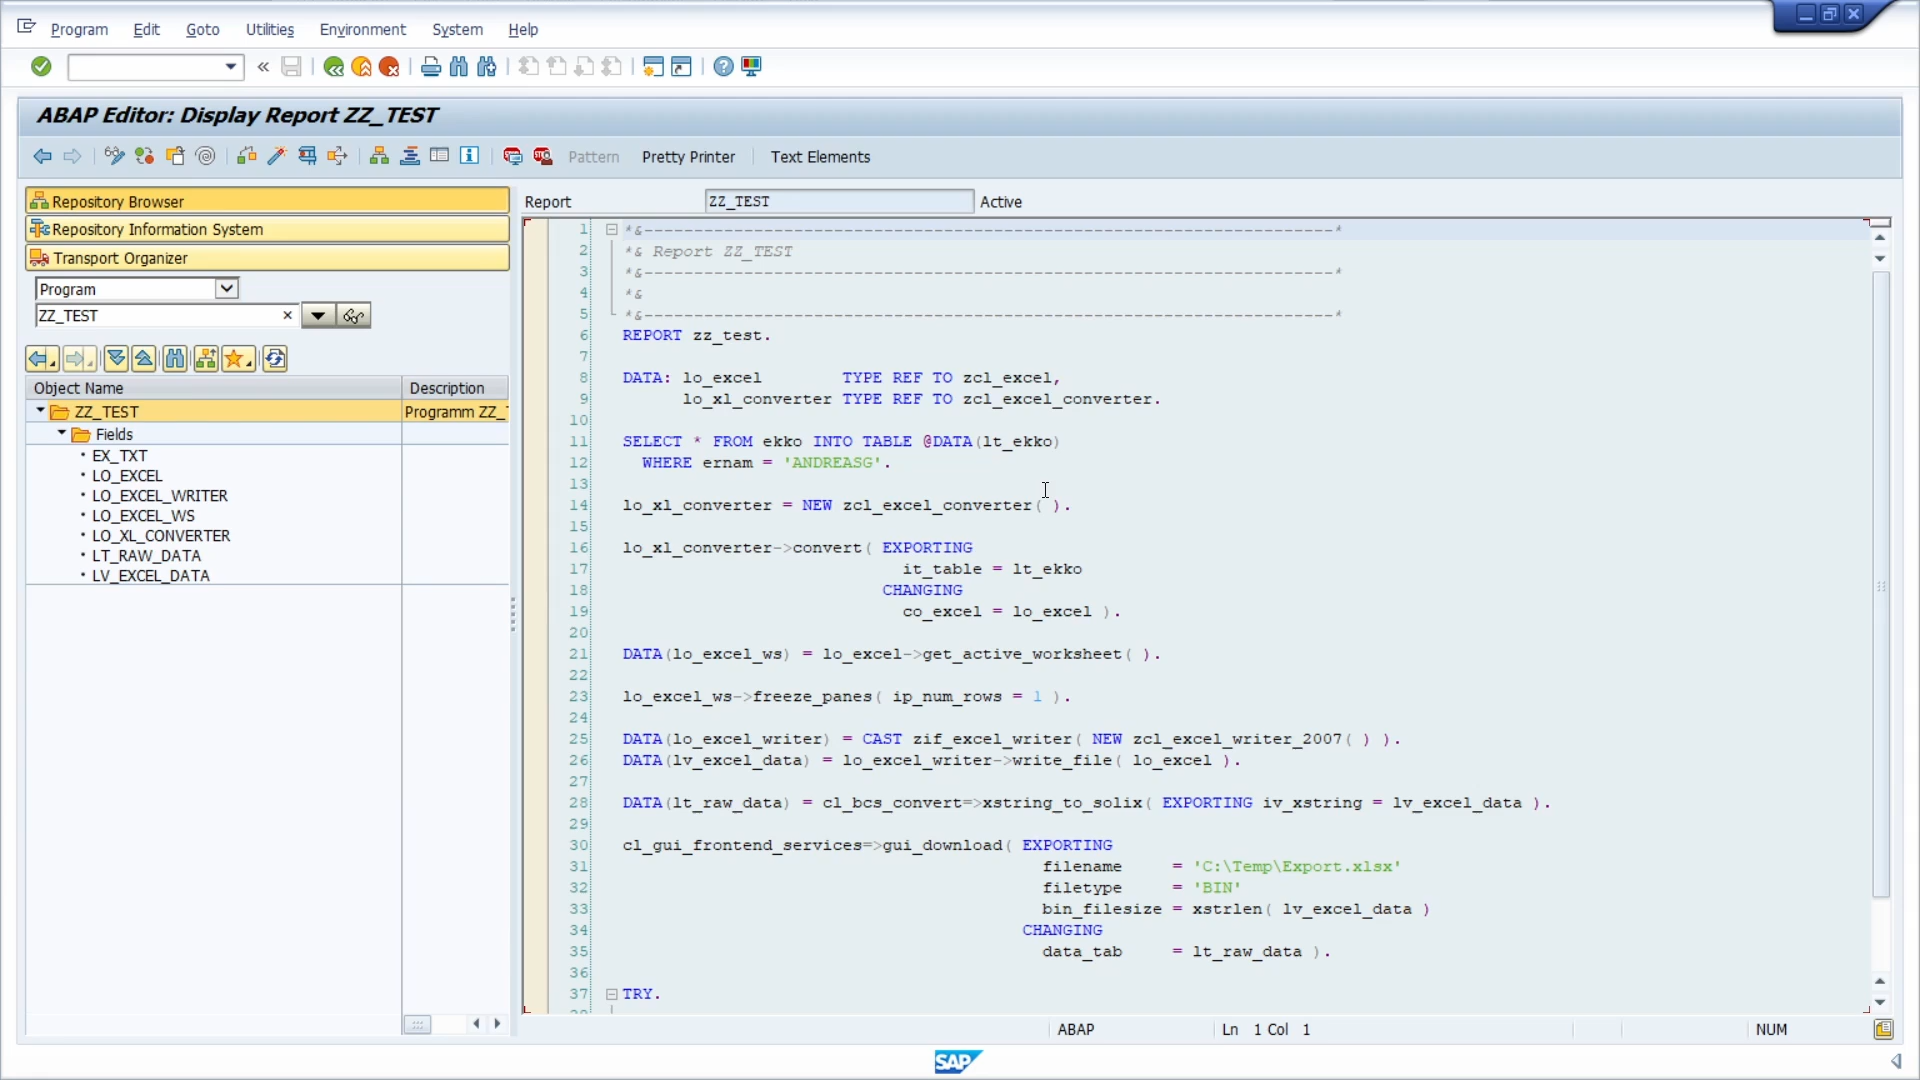 Program Edit Goto Utilities Environment System Help
ABAP Editor: Display Report ZZ_TEST
Pattern Pretty Printer Text Elements
Repository Browser
Repository Information System
Transport Organizer
Program
ZZ_TEST
Object Name Description
ZZ_TEST Programm ZZ_
Fields
EX_TXT
LO_EXCEL
LO_EXCEL_WRITER
LO_EXCEL_WS
LO_XL_CONVERTER
LT_RAW_DATA
LV_EXCEL_DATA
Report ZZ_TEST Active
1 *&---------------------------------------------------------------------*
2 *& Report ZZ_TEST
3 *&---------------------------------------------------------------------*
4 *&
5 *&---------------------------------------------------------------------*
6 REPORT zz_test.
7
8 DATA: lo_excel TYPE REF TO zcl_excel,
9 lo_xl_converter TYPE REF TO zcl_excel_converter.
10
11 SELECT * FROM ekko INTO TABLE @DATA(lt_ekko)
12 WHERE ernam = 'ANDREASG'.
13
14 lo_xl_converter = NEW zcl_excel_converter( ).
15
16 lo_xl_converter->convert( EXPORTING
17 it_table = lt_ekko
18 CHANGING
19 co_excel = lo_excel ).
20
21 DATA(lo_excel_ws) = lo_excel->get_active_worksheet( ).
22
23 lo_excel_ws->freeze_panes( ip_num_rows = 1 ).
24
25 DATA(lo_excel_writer) = CAST zif_excel_writer( NEW zcl_excel_writer_2007( ) ).
26 DATA(lv_excel_data) = lo_excel_writer->write_file( lo_excel ).
27
28 DATA(lt_raw_data) = cl_bcs_convert=>xstring_to_solix( EXPORTING iv_xstring = lv_excel_data ).
29
30 cl_gui_frontend_services=>gui_download( EXPORTING
31 filename = 'C:\Temp\Export.xlsx'
32 filetype = 'BIN'
33 bin_filesize = xstrlen( lv_excel_data )
34 CHANGING
35 data_tab = lt_raw_data ).
36
37 TRY.
ABAP Ln 1 Col 1 NUM
SAP